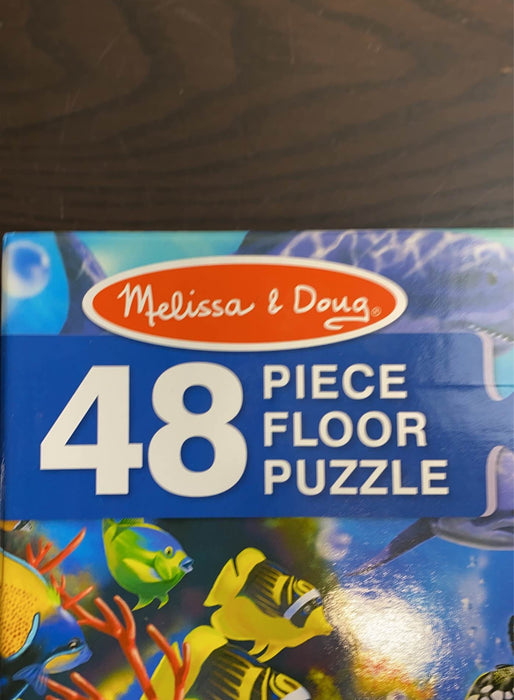 Melissa & Doug®
48
PIECE
FLOOR
PUZZLE